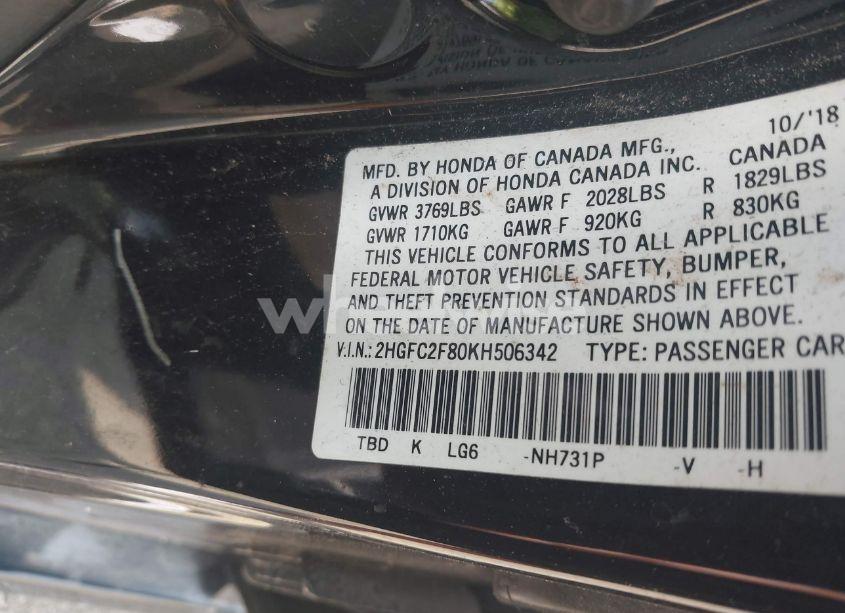 10/'18
MFD. BY HONDA OF CANADA MFG.,
A DIVISION OF HONDA CANADA INC. CANADA
GVWR 3769LBS GAWR F 2028LBS R 1829LBS
GVWR 1710KG GAWR F 920KG R 830KG
THIS VEHICLE CONFORMS TO ALL APPLICABLE
FEDERAL MOTOR VEHICLE SAFETY, BUMPER,
AND THEFT PREVENTION STANDARDS IN EFFECT
ON THE DATE OF MANUFACTURE SHOWN ABOVE.
V.I.N.: 2HGFC2F80KH506342 TYPE: PASSENGER CAR
TBD K LG6 -NH731P -V -H